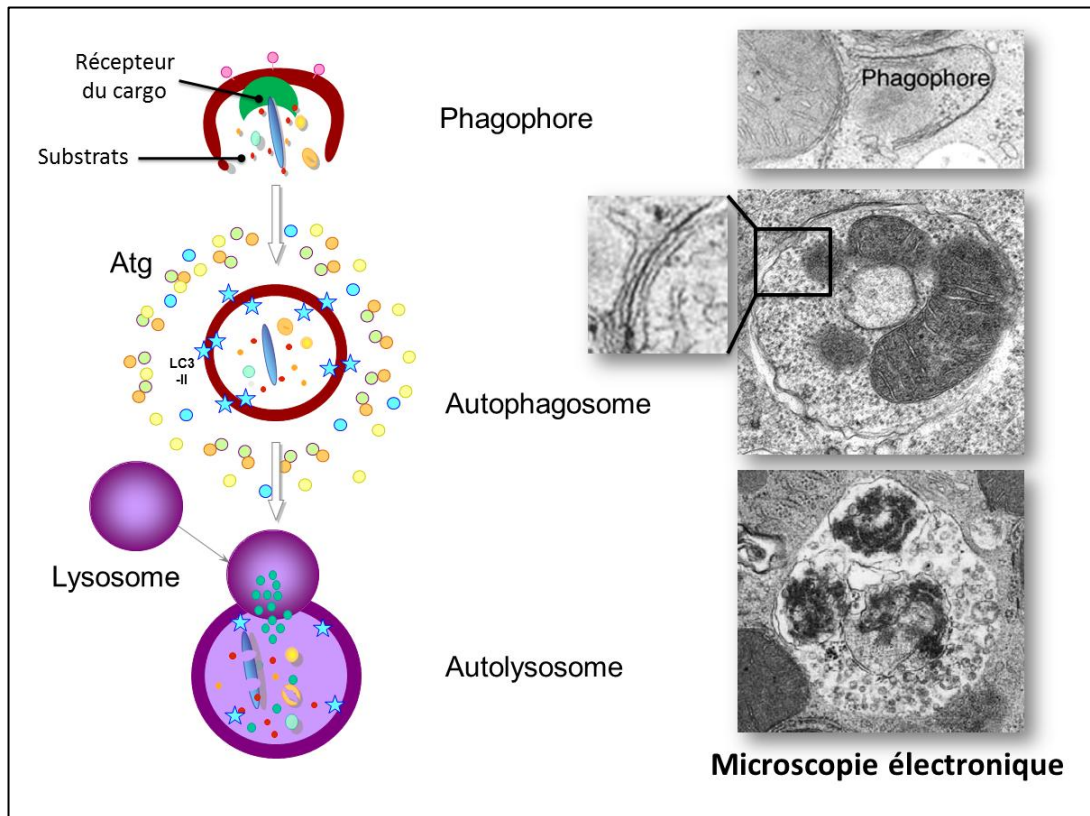 Récepteur
du cargo
Substrats
Phagophore
Phagophore
Atg
LC3
-II
Autophagosome
Lysosome
Autolysosome
Microscopie électronique